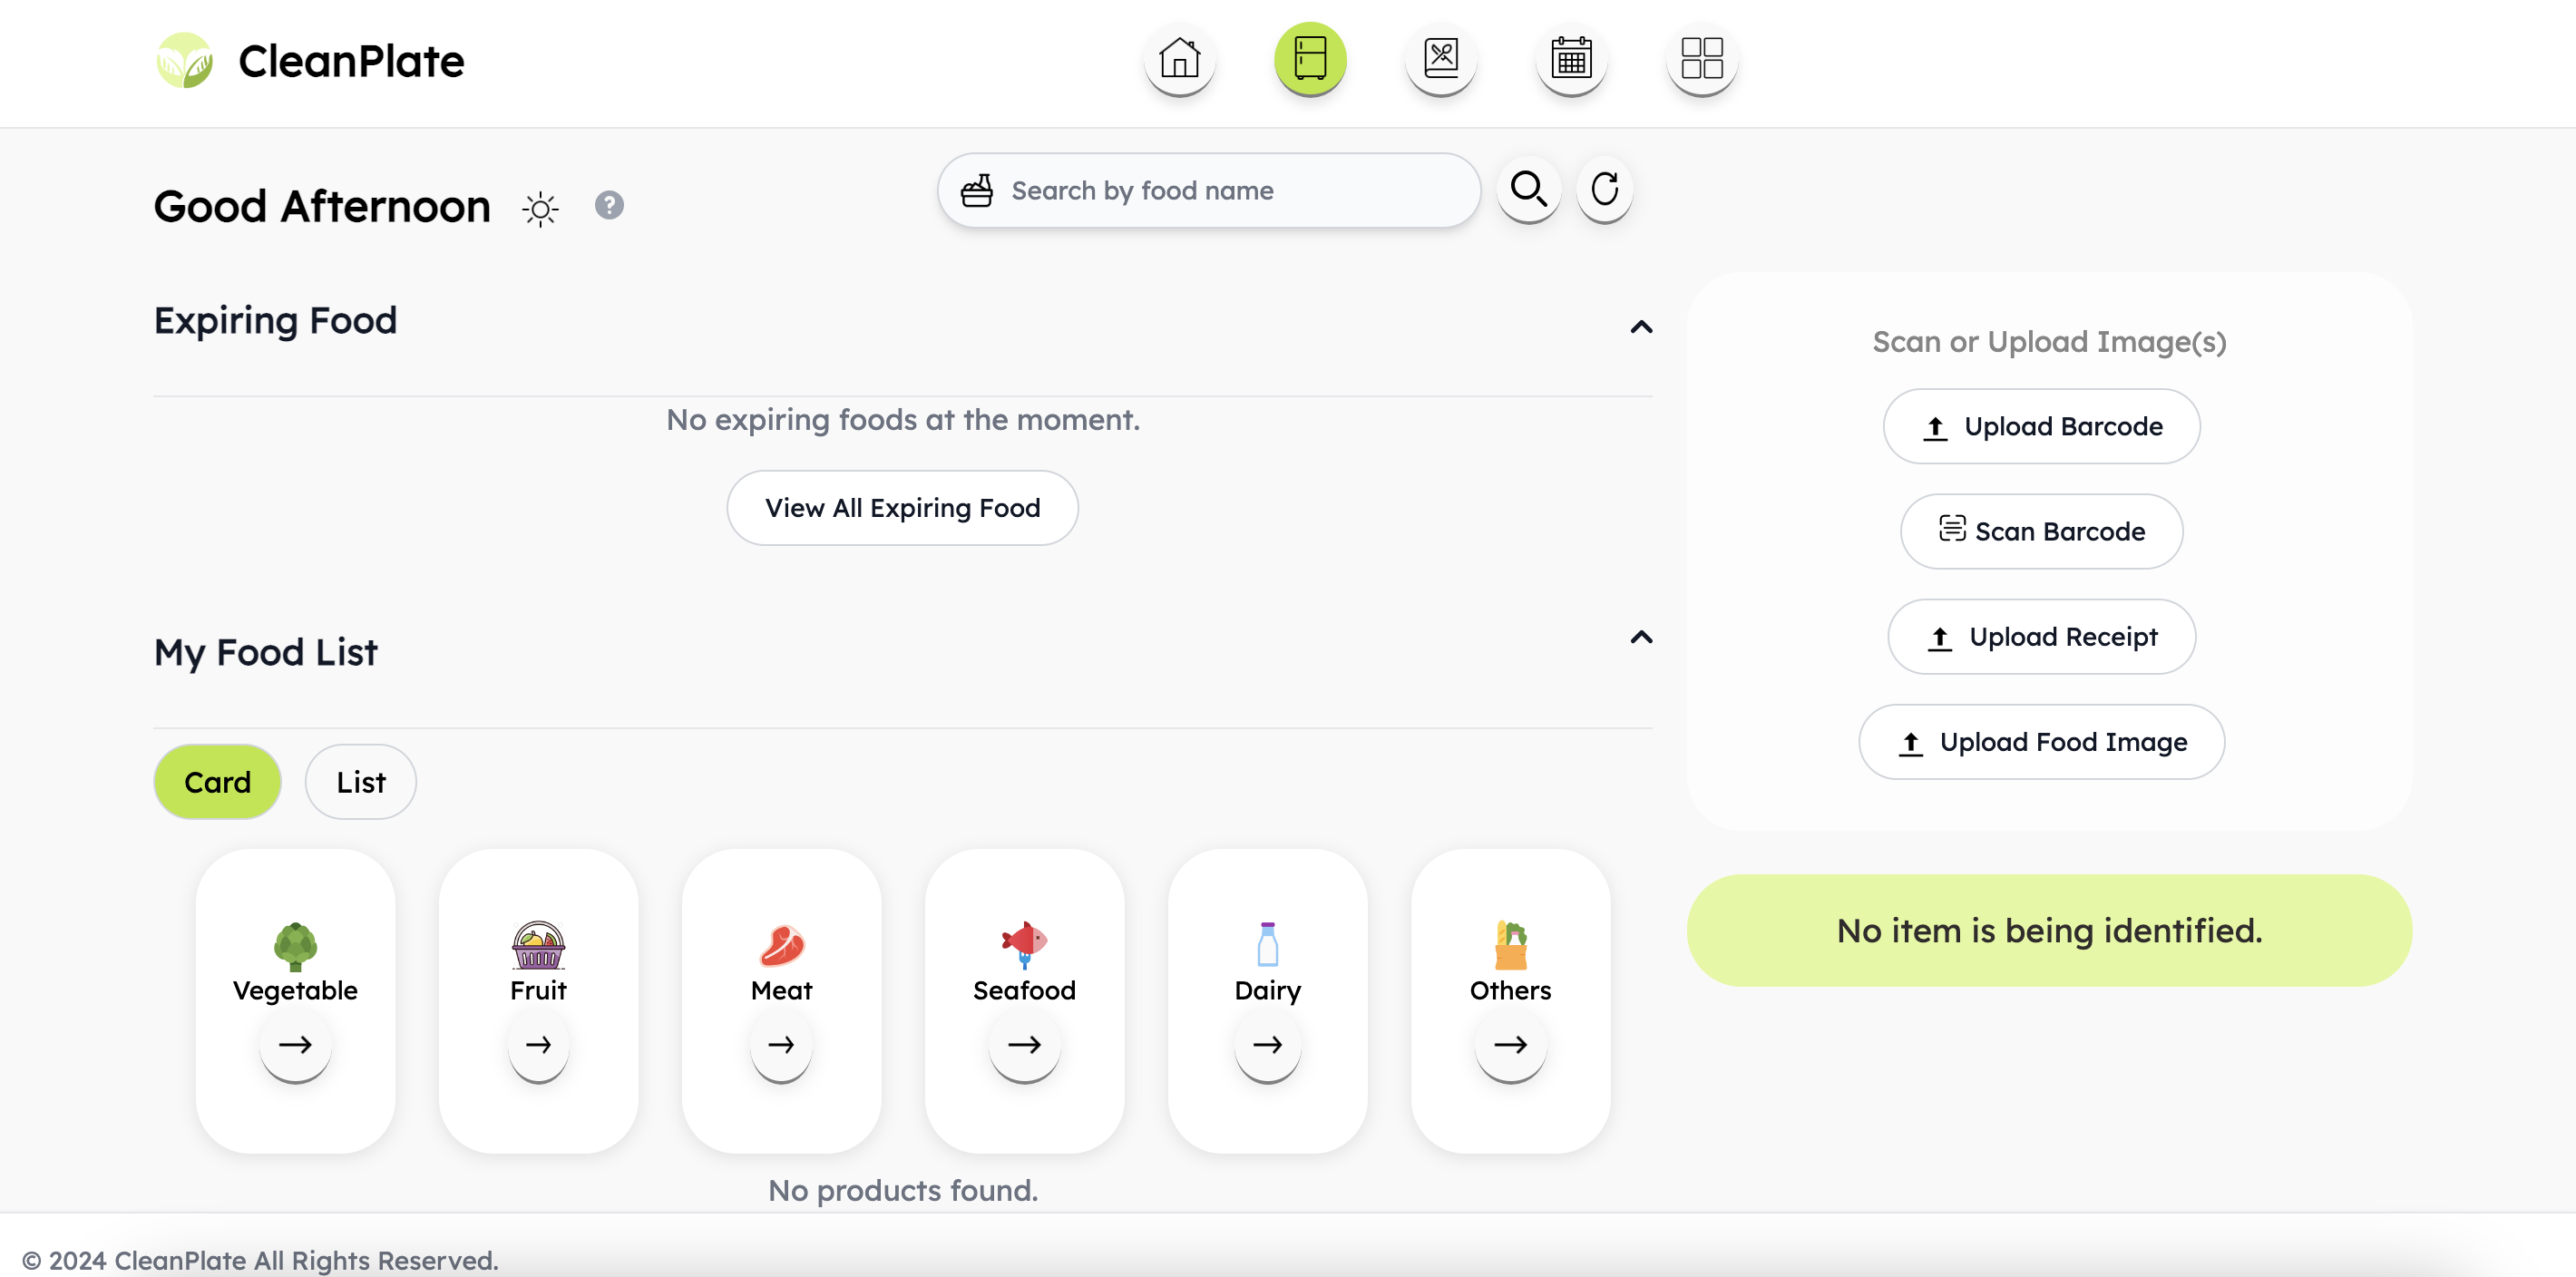 CleanPlate
Good Afternoon
?
Search by food name
Expiring Food
No expiring foods at the moment.
View All Expiring Food
My Food List
Card
List
Vegetable
Fruit
Meat
Seafood
Dairy
Others
No products found.
Scan or Upload Image(s)
Upload Barcode
Scan Barcode
Upload Receipt
Upload Food Image
No item is being identified.
© 2024 CleanPlate All Rights Reserved.